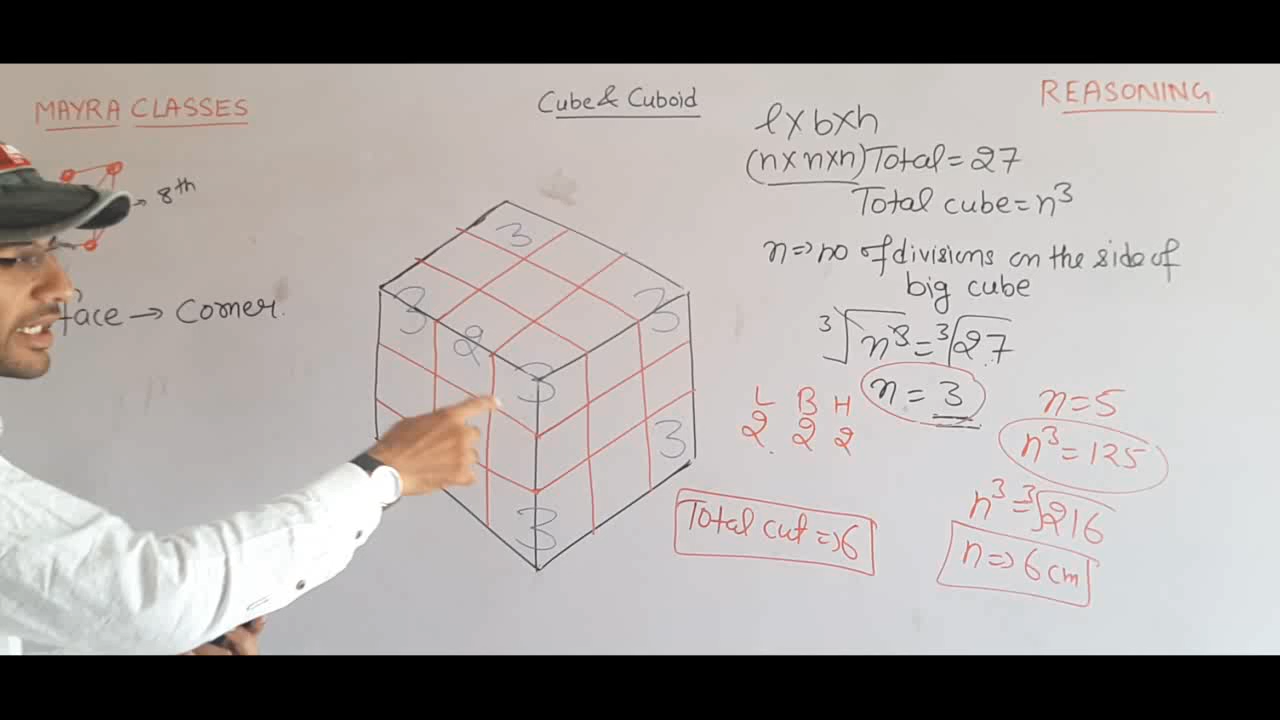 MAYRA CLASSES
Cube & Cuboid
REASONING
8th
face → Corner.
3
3
3
2
3
3
3
l×b×h
(n×n×n) Total = 27
Total cube = n³
n ⇒ no of divisions on the side of
big cube
³√n³ = ³√27
n = 3
L B H
2 2 2
Total cut ⇒ 6
n = 5
n³ = 125
n³ = ³√216
n ⇒ 6 cm